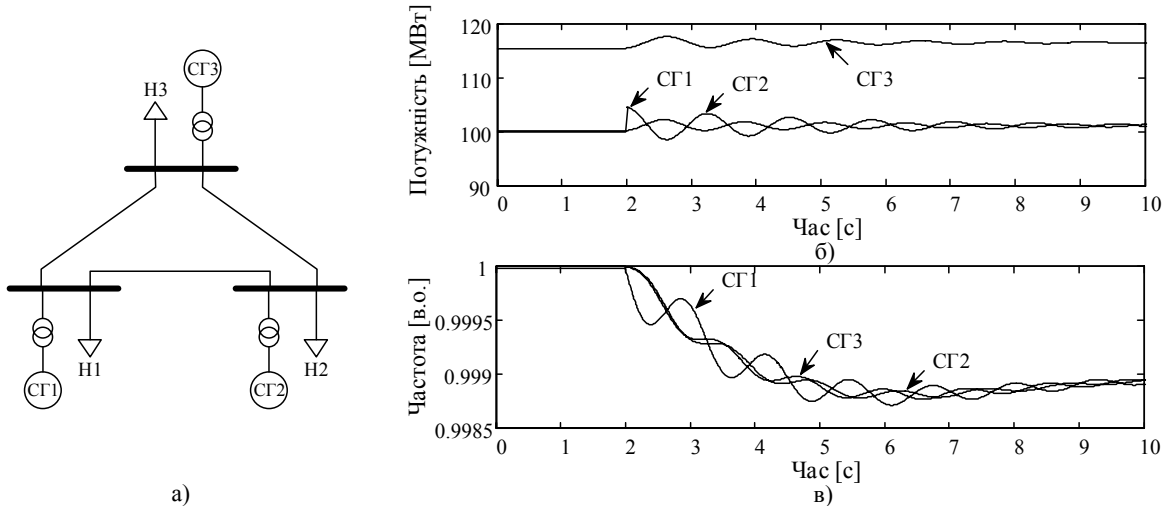 СГ3
Н3
СГ1
Н1
СГ2
Н2
а)
Потужність [МВт]
120
110
100
90
СГ1
СГ2
СГ3
0 1 2 3 4 5 6 7 8 9 10
Час [с]
б)
Частота [в.о.]
1
0.9995
0.999
0.9985
СГ1
СГ3
СГ2
0 1 2 3 4 5 6 7 8 9 10
Час [с]
в)